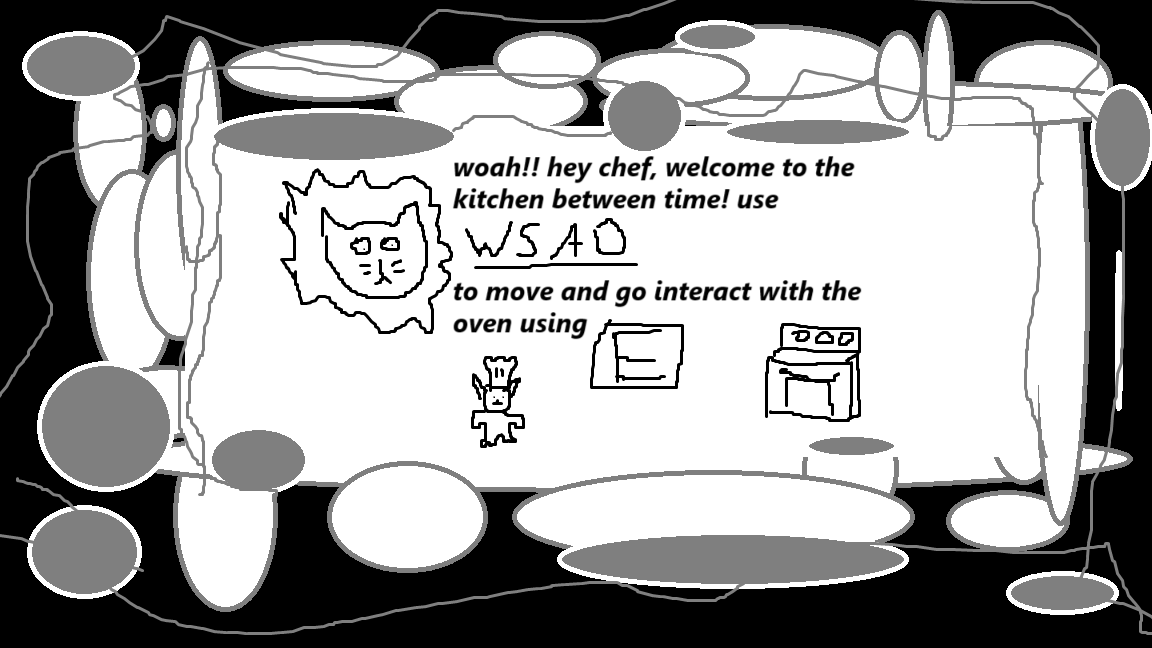 woah!! hey chef, welcome to the
kitchen between time! use
WSAD
to move and go interact with the
oven using E